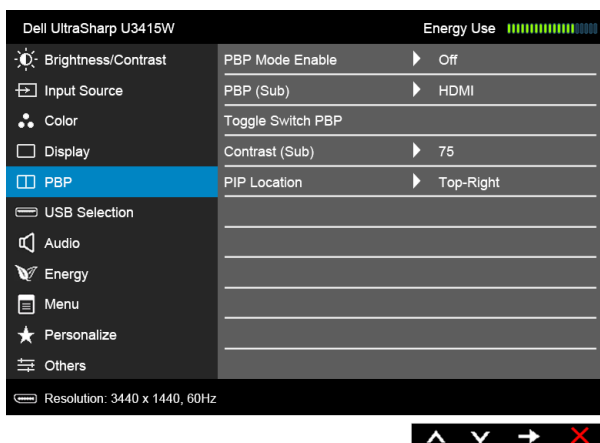 Dell UltraSharp U3415W Energy Use
Brightness/Contrast PBP Mode Enable Off
Input Source PBP (Sub) HDMI
Color Toggle Switch PBP
Display Contrast (Sub) 75
PBP PIP Location Top-Right
USB Selection
Audio
Energy
Menu
Personalize
Others
Resolution: 3440 x 1440, 60Hz